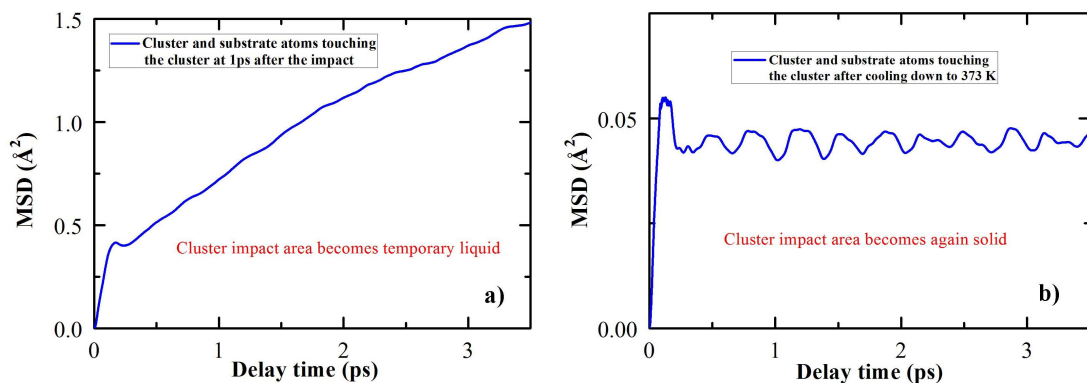 1.5
1.0
0.5
0.0
MSD (Å²)
Cluster and substrate atoms touching
the cluster at 1ps after the impact
Cluster impact area becomes temporary liquid
a)
0
1
2
3
Delay time (ps)
0.05
0.00
MSD (Å²)
Cluster and substrate atoms touching
the cluster after cooling down to 373 K
Cluster impact area becomes again solid
b)
0
1
2
3
Delay time (ps)